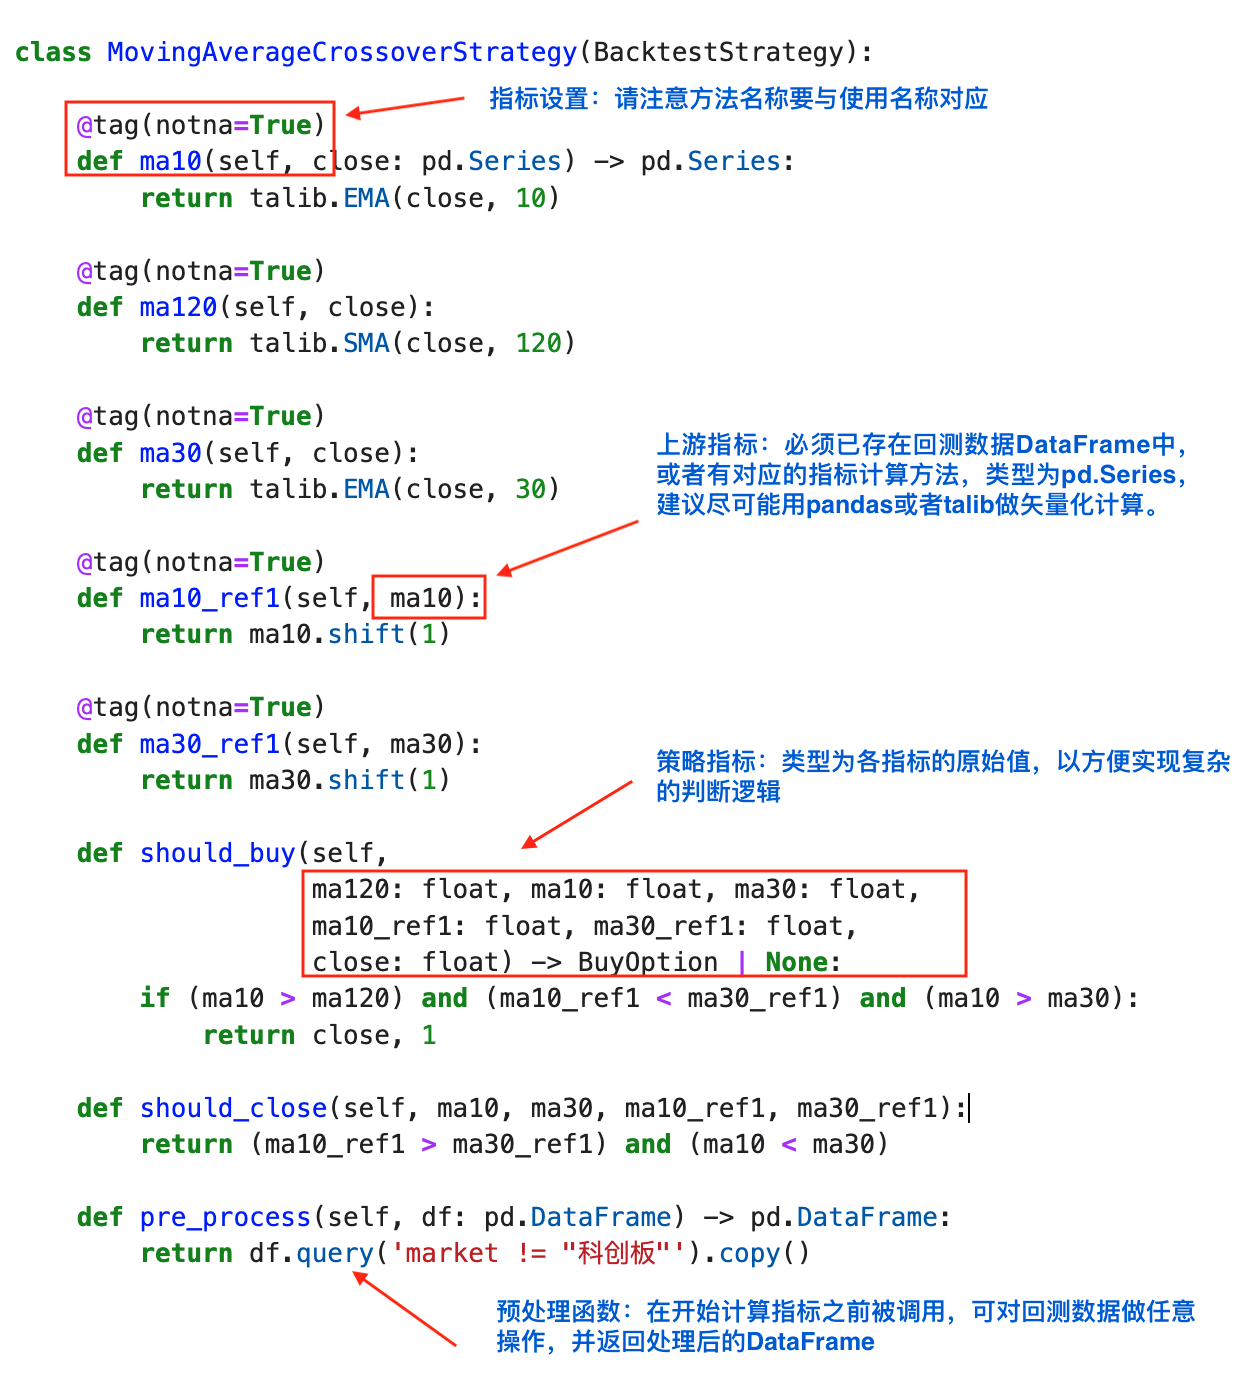 class MovingAverageCrossoverStrategy(BacktestStrategy):
指标设置：请注意方法名称要与使用名称对应
@tag(notna=True)
def ma10(self, close: pd.Series) -> pd.Series:
return talib.EMA(close, 10)
@tag(notna=True)
def ma120(self, close):
return talib.SMA(close, 120)
@tag(notna=True)
def ma30(self, close):
return talib.EMA(close, 30)
上游指标：必须已存在回测数据DataFrame中，
或者有对应的指标计算方法，类型为pd.Series，
建议尽可能用pandas或者talib做矢量化计算。
@tag(notna=True)
def ma10_ref1(self, ma10):
return ma10.shift(1)
@tag(notna=True)
def ma30_ref1(self, ma30):
return ma30.shift(1)
策略指标：类型为各指标的原始值，以方便实现复杂
的判断逻辑
def should_buy(self,
ma120: float, ma10: float, ma30: float,
ma10_ref1: float, ma30_ref1: float,
close: float) -> BuyOption | None:
if (ma10 > ma120) and (ma10_ref1 < ma30_ref1) and (ma10 > ma30):
return close, 1
def should_close(self, ma10, ma30, ma10_ref1, ma30_ref1):
return (ma10_ref1 > ma30_ref1) and (ma10 < ma30)
def pre_process(self, df: pd.DataFrame) -> pd.DataFrame:
return df.query('market != "科创板"').copy()
预处理函数：在开始计算指标之前被调用，可对回测数据做任意
操作，并返回处理后的DataFrame